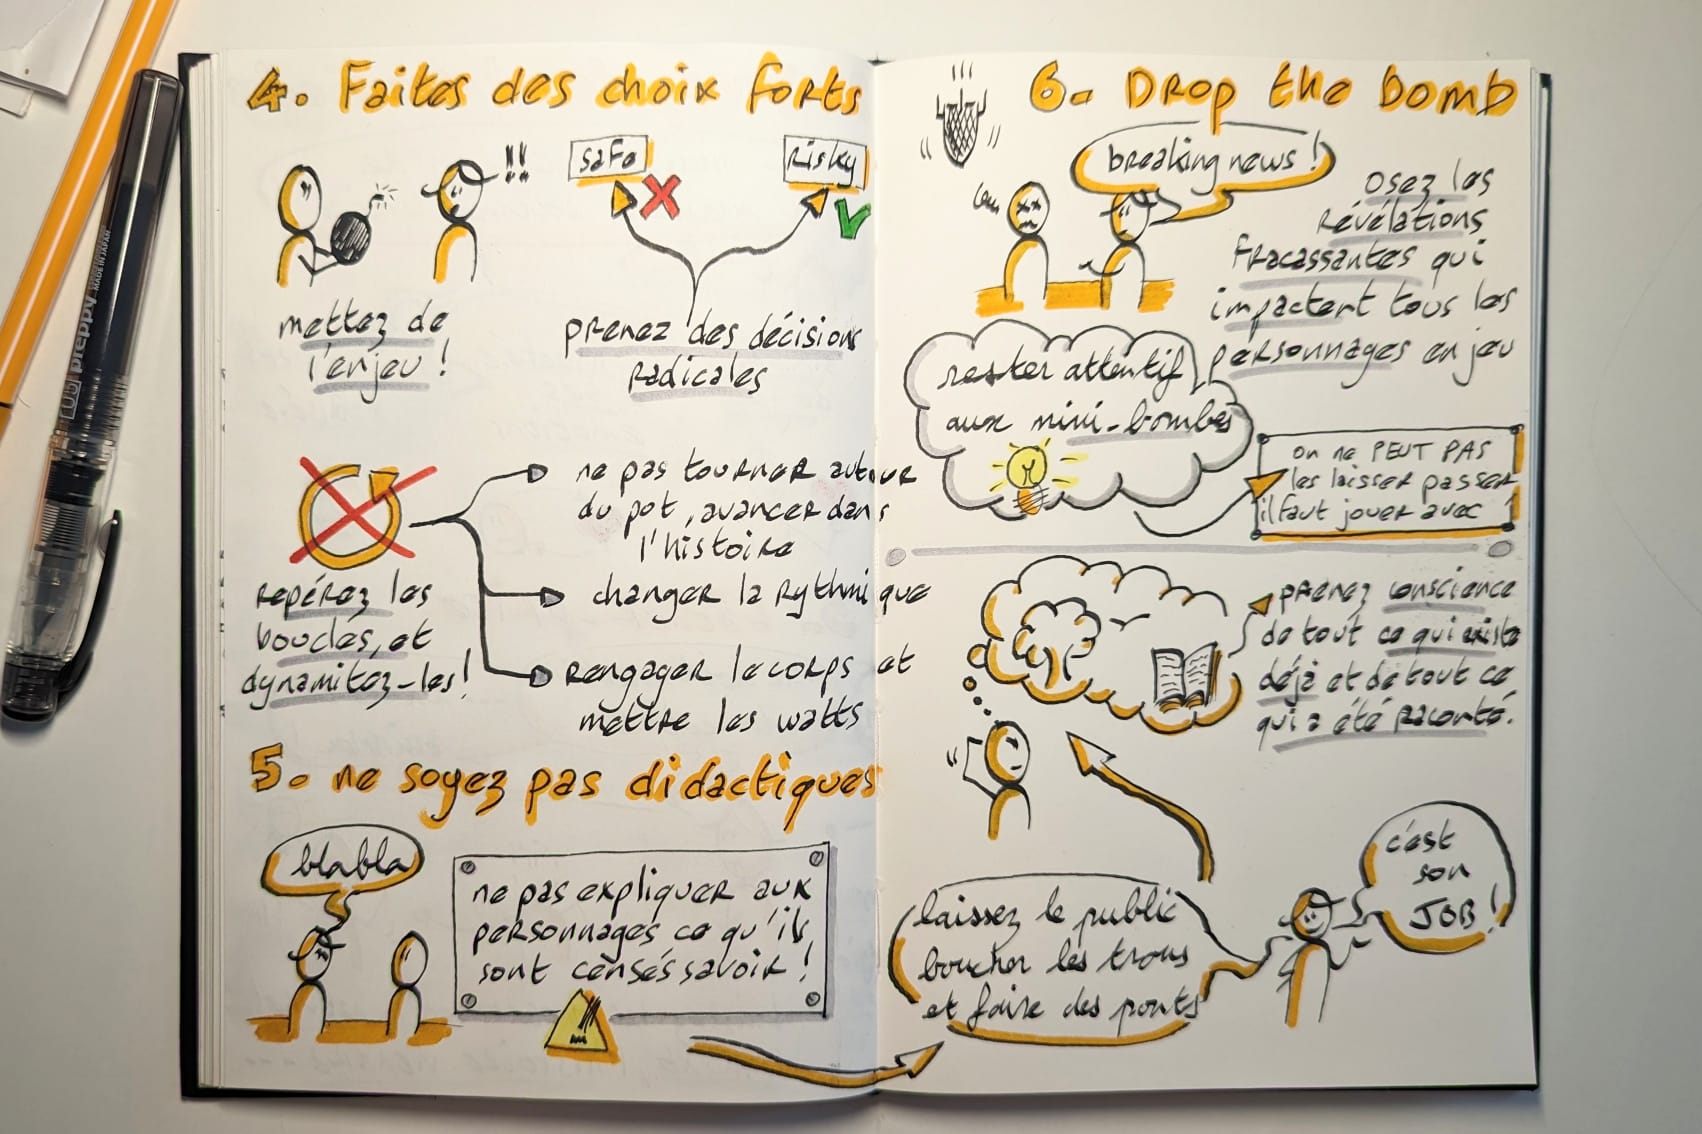 4. Faites des choix forts
!!
safe
risky
mettez de
l'enjeu !
prenez des décisions
radicales
repérez les
boucles, et
dynamitez-les !
ne pas tourner autour
du pot, avancer dans
l'histoire
changer la rythmique
rengager le corps et
mettre les watts
5. ne soyez pas didactiques
blabla
ne pas expliquer aux
personnages ce qu'ils
sont censés savoir !
6. Drop the bomb
breaking news !
osez les
révélations
fracassantes qui
impactent tous les
personnages en jeu
rester attentif
aux mini-bombes
on ne PEUT PAS
les laisser passer
il faut jouer avec
prenez conscience
de tout ce qui existe
déjà et de tout ce
qui a été raconté.
laissez le public
boucher les trous
et faire des ponts
c'est
son
JOB !
preppy
MADE IN JAPAN